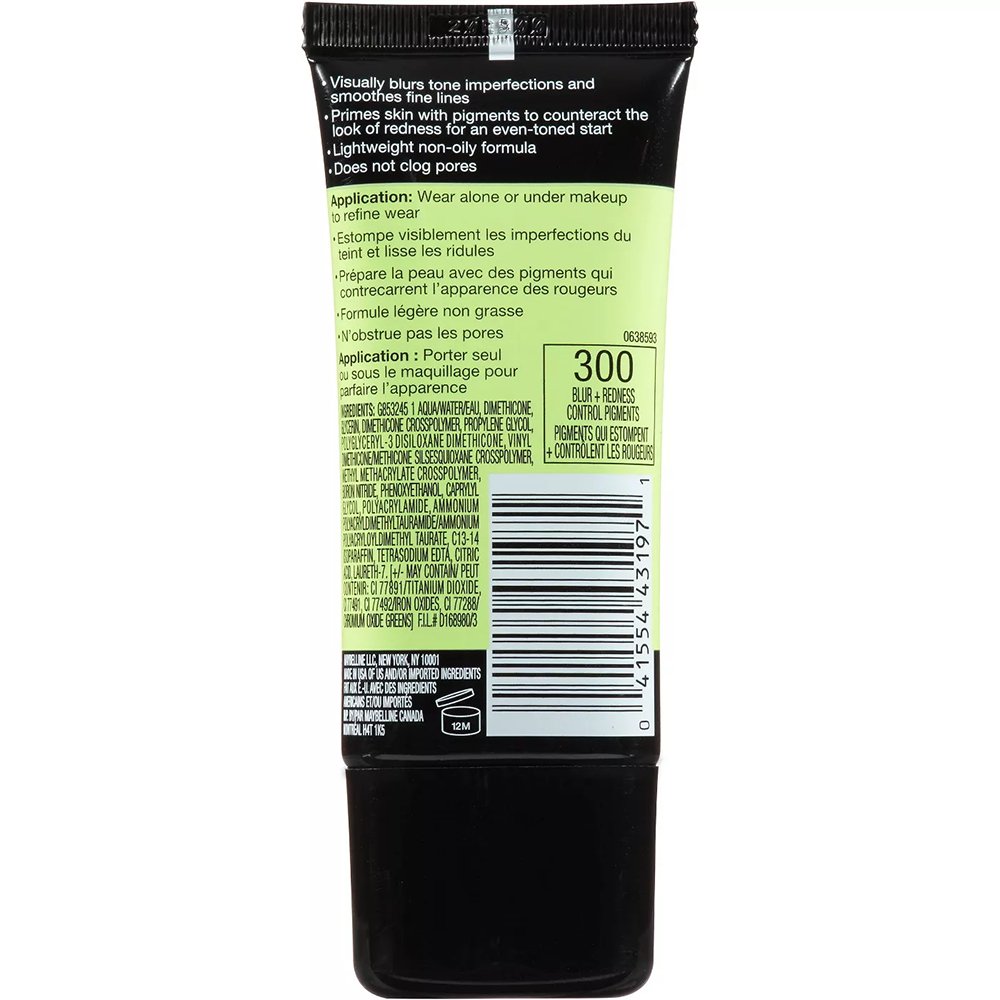 • Visually blurs tone imperfections and
smoothes fine lines
• Primes skin with pigments to counteract the
look of redness for an even-toned start
• Lightweight non-oily formula
• Does not clog pores
Application: Wear alone or under makeup
to refine wear
• Estompe visiblement les imperfections du
teint et lisse les ridules
• Prépare la peau avec des pigments qui
contrecarrent l'apparence des rougeurs
• Formule légère non grasse
• N'obstrue pas les pores
Application : Porter seul
ou sous le maquillage pour
parfaire l'apparence
0638593
300
BLUR + REDNESS
CONTROL PIGMENTS
PIGMENTS QUI ESTOMPENT
+ CONTRÔLENT LES ROUGEURS
INGREDIENTS: G853245 1 AQUA/WATER/EAU, DIMETHICONE,
GLYCERIN, DIMETHICONE CROSSPOLYMER, PROPYLENE GLYCOL,
POLYGLYCERYL-3 DISILOXANE DIMETHICONE, VINYL
DIMETHICONE/METHICONE SILSESQUIOXANE CROSSPOLYMER,
METHYL METHACRYLATE CROSSPOLYMER,
BORON NITRIDE, PHENOXYETHANOL, CAPRYLYL
GLYCOL, POLYACRYLAMIDE, AMMONIUM
POLYACRYLDIMETHYLTAURAMIDE/AMMONIUM
POLYACRYLOYLDIMETHYL TAURATE, C13-14
ISOPARAFFIN, TETRASODIUM EDTA, CITRIC
ACID, LAURETH-7. [+/- MAY CONTAIN/ PEUT
CONTENIR: CI 77891/TITANIUM DIOXIDE,
CI 77491, CI 77492/IRON OXIDES, CI 77288/
CHROMIUM OXIDE GREENS] F.I.L.# D168980/3
MAYBELLINE LLC, NEW YORK, NY 10001
MADE IN USA OF US AND/OR IMPORTED INGREDIENTS
FAIT AUX É.-U. AVEC DES INGRÉDIENTS
AMÉRICAINS ET/OU IMPORTÉS
IMP. BY/PAR MAYBELLINE CANADA
MONTRÉAL H4T 1K5
12M
0 41554 43197 1